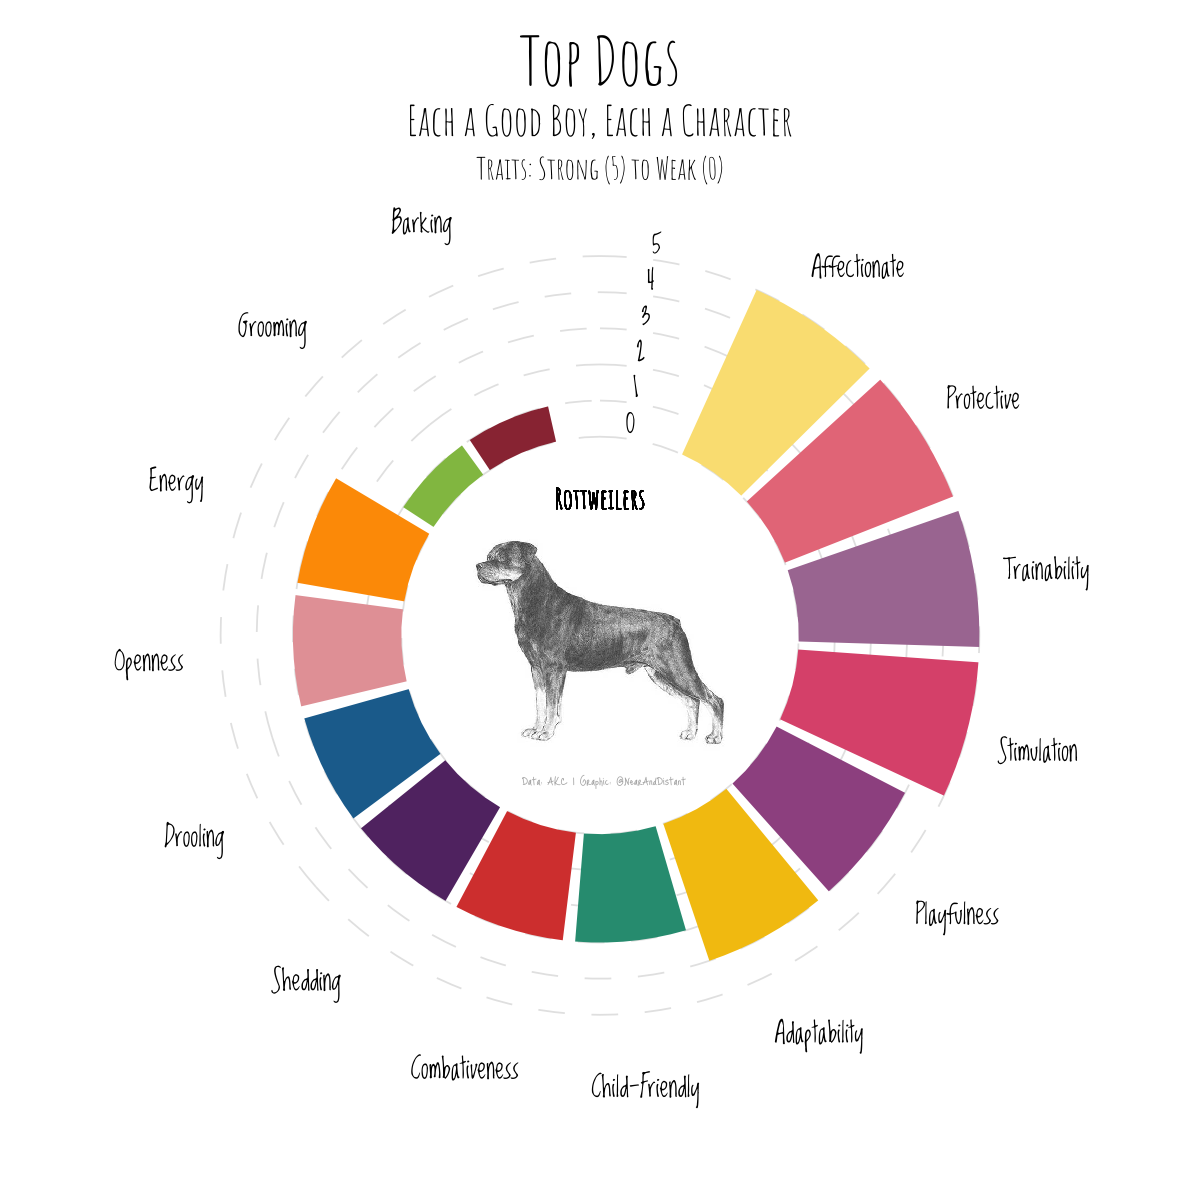 Top Dogs
Each a Good Boy, Each a Character
Traits: Strong (5) to Weak (0)
Barking
5
Affectionate
4
Grooming
3
2
1
Protective
0
Energy
Rottweilers
Trainability
Openness
Stimulation
Data: AKC | Graphic: @NearAndDistant
Drooling
Playfulness
Shedding
Adaptability
Combativeness
Child-Friendly